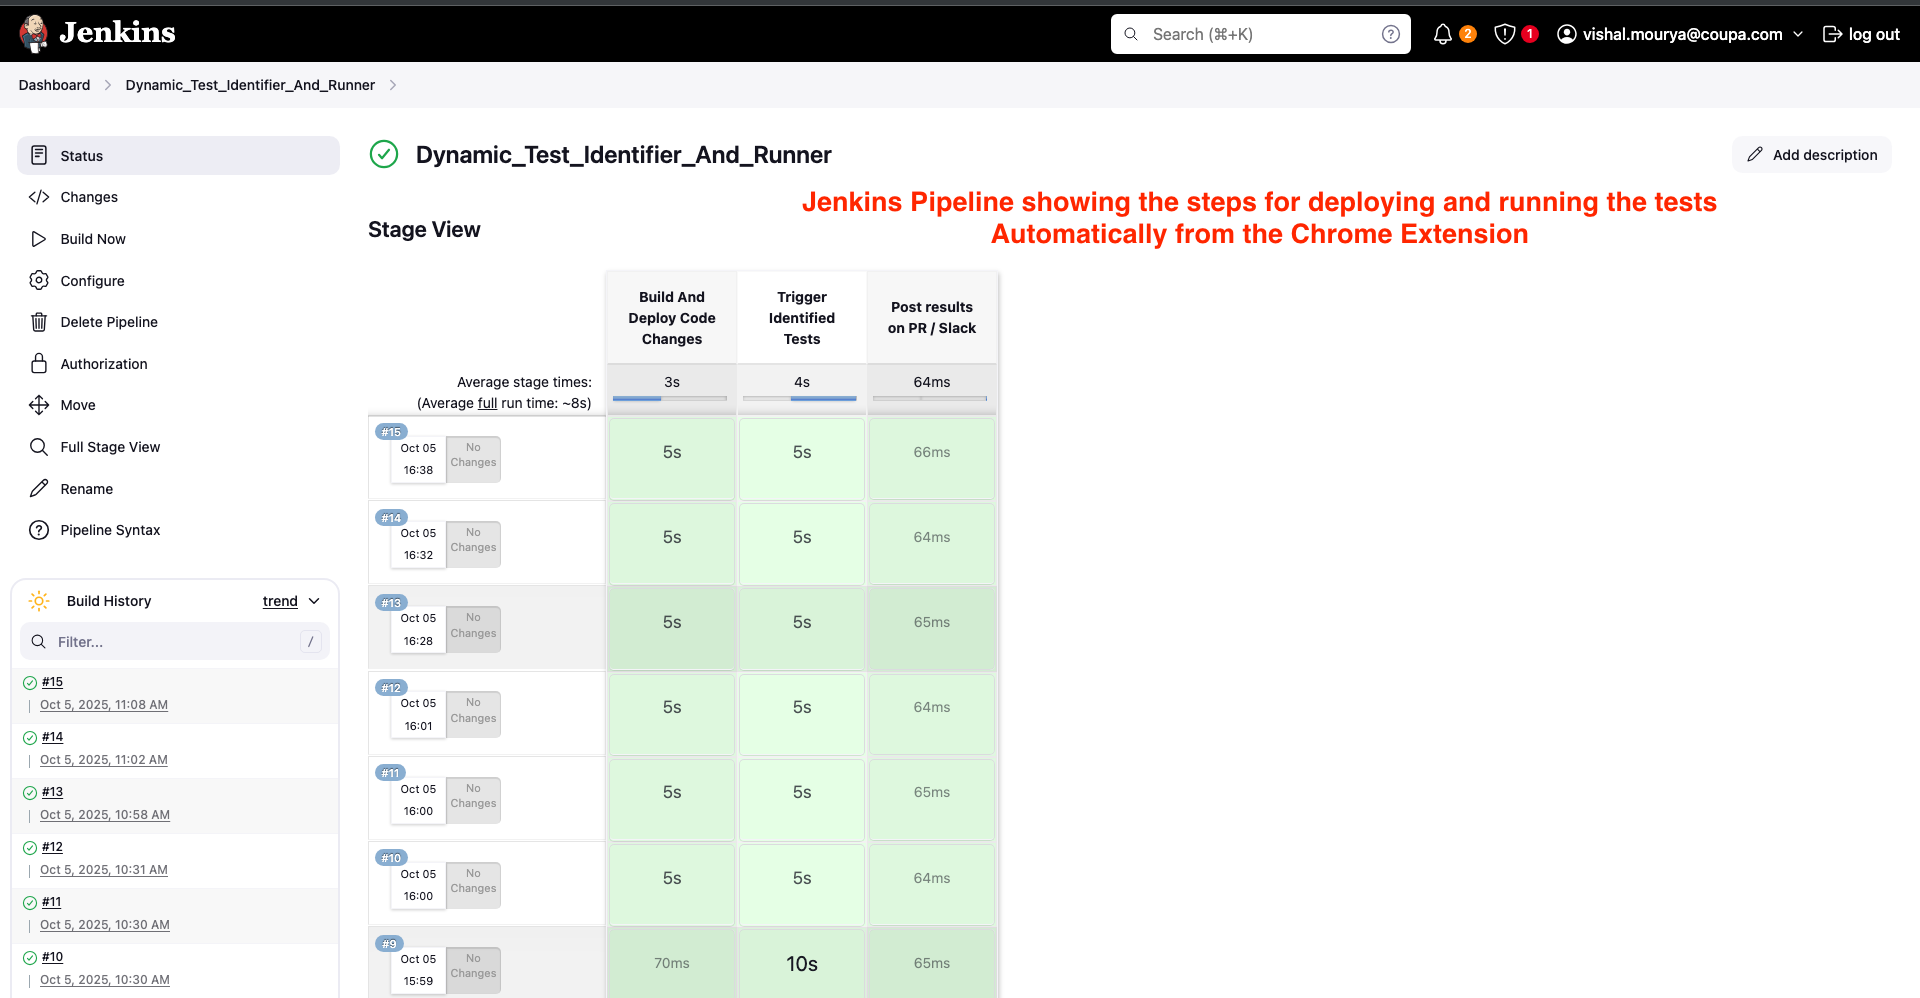 Jenkins
Search (⌘+K)
?
2
1
vishal.mourya@coupa.com
log out
Dashboard
Dynamic_Test_Identifier_And_Runner
Status
Changes
Build Now
Configure
Delete Pipeline
Authorization
Move
Full Stage View
Rename
Pipeline Syntax
Build History
trend
Filter...
/
#15
Oct 5, 2025, 11:08 AM
#14
Oct 5, 2025, 11:02 AM
#13
Oct 5, 2025, 10:58 AM
#12
Oct 5, 2025, 10:31 AM
#11
Oct 5, 2025, 10:30 AM
#10
Oct 5, 2025, 10:30 AM
Dynamic_Test_Identifier_And_Runner
Add description
Jenkins Pipeline showing the steps for deploying and running the tests
Automatically from the Chrome Extension
Stage View
Build And
Deploy Code
Changes
Trigger
Identified
Tests
Post results
on PR / Slack
Average stage times:
(Average full run time: ~8s)
3s
4s
64ms
#15
Oct 05
16:38
No
Changes
5s
5s
66ms
#14
Oct 05
16:32
No
Changes
5s
5s
64ms
#13
Oct 05
16:28
No
Changes
5s
5s
65ms
#12
Oct 05
16:01
No
Changes
5s
5s
64ms
#11
Oct 05
16:00
No
Changes
5s
5s
65ms
#10
Oct 05
16:00
No
Changes
5s
5s
64ms
#9
Oct 05
15:59
No
Changes
70ms
10s
65ms